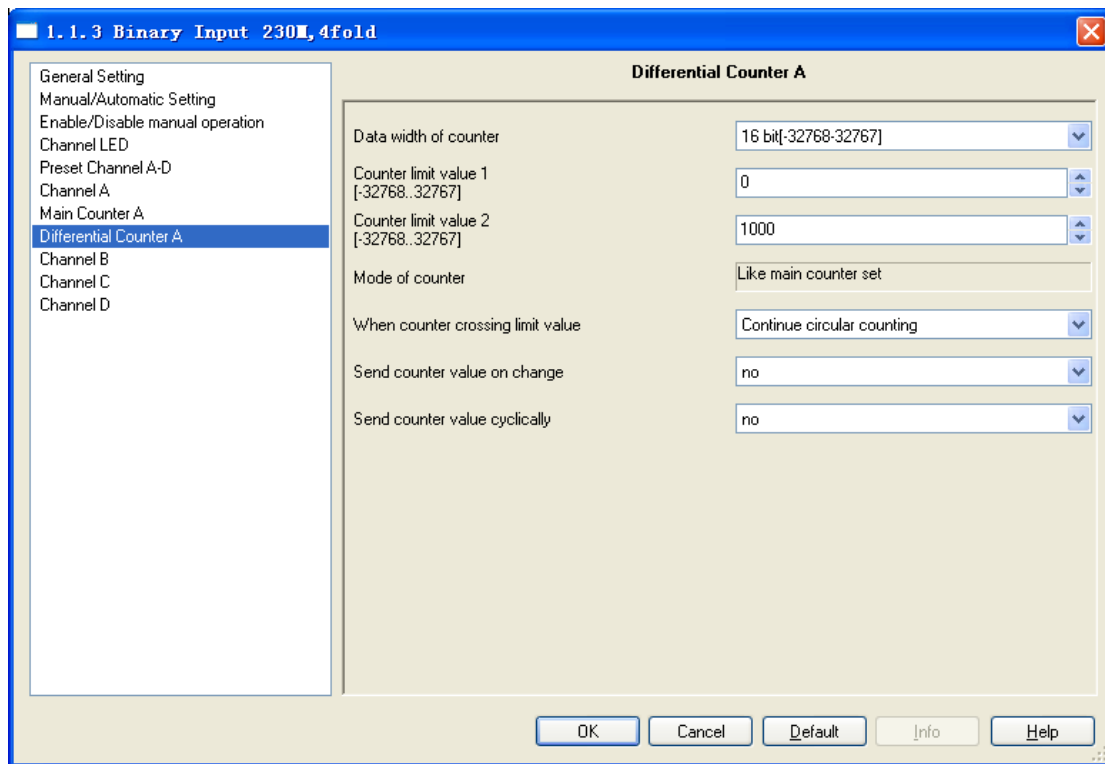 1.1.3 Binary Input 230M,4fold
General Setting
Manual/Automatic Setting
Enable/Disable manual operation
Channel LED
Preset Channel A-D
Channel A
Main Counter A
Differential Counter A
Channel B
Channel C
Channel D
Differential Counter A
Data width of counter 16 bit[-32768-32767]
Counter limit value 1
[-32768..32767] 0
Counter limit value 2
[-32768..32767] 1000
Mode of counter Like main counter set
When counter crossing limit value Continue circular counting
Send counter value on change no
Send counter value cyclically no
OK Cancel Default Info Help